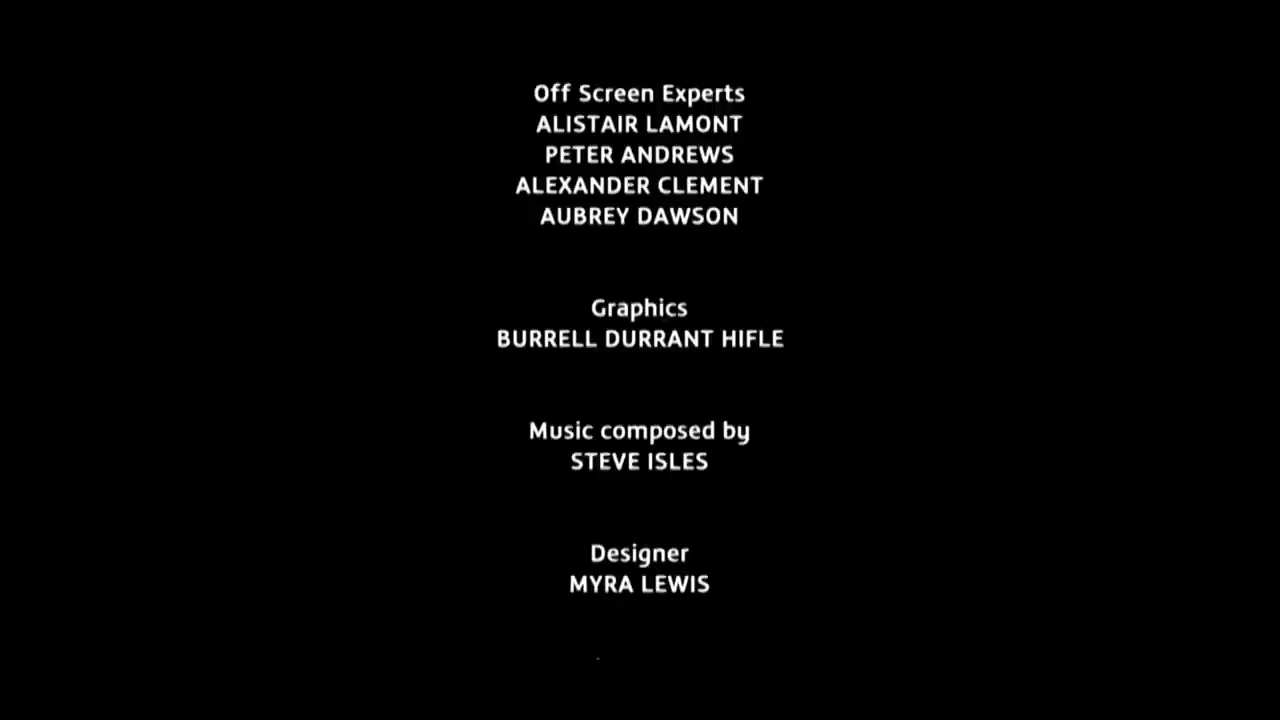 Off Screen Experts
ALISTAIR LAMONT
PETER ANDREWS
ALEXANDER CLEMENT
AUBREY DAWSON
Graphics
BURRELL DURRANT HIFLE
Music composed by
STEVE ISLES
Designer
MYRA LEWIS